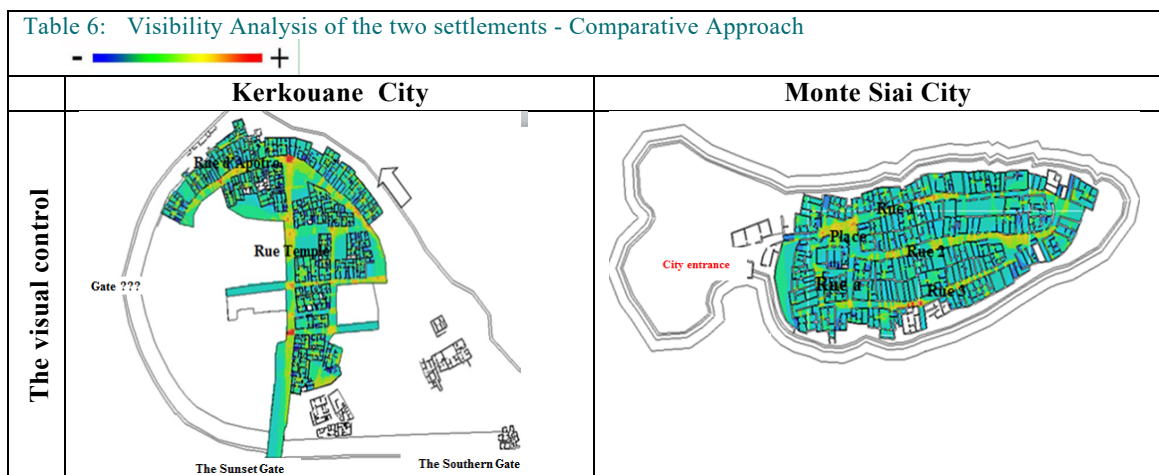 Table 6: Visibility Analysis of the two settlements - Comparative Approach
- +
Kerkouane City
Monte Siai City
The visual control
Rue d'Apotro
Rue Temple
Gate ???
The Sunset Gate
The Southern Gate
Rue 1
Place
Rue 2
City entrance
Rue a
Rue 3